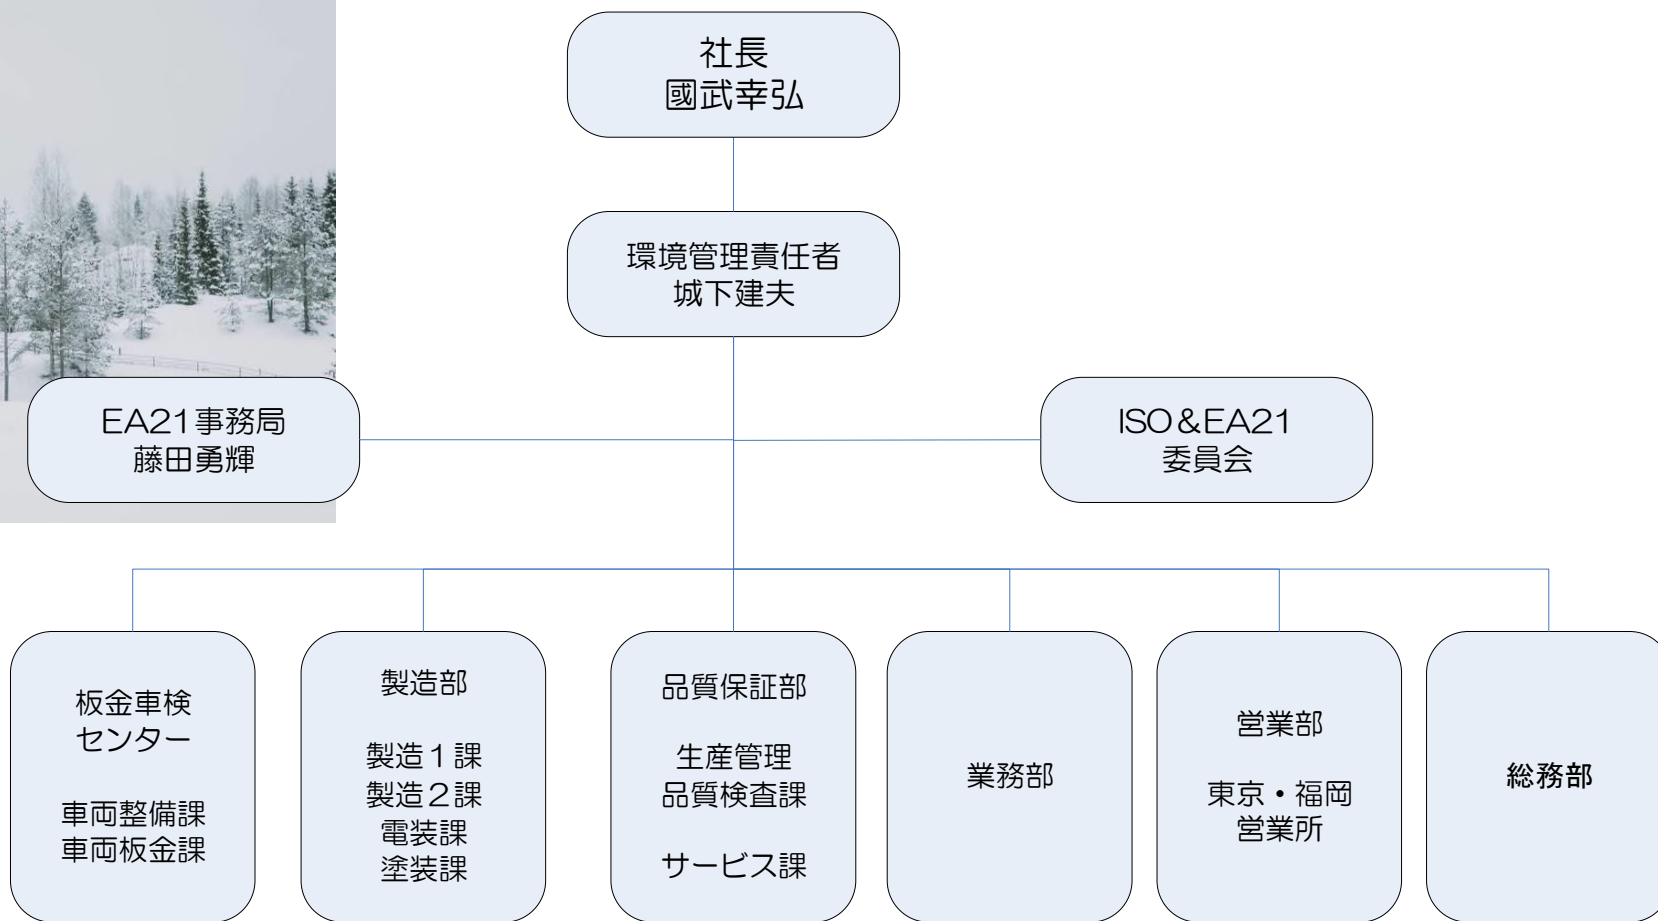 社長
國武幸弘
環境管理責任者
城下建夫
EA21事務局
藤田勇輝
ISO&EA21
委員会
板金車検
センター
車両整備課
車両板金課
製造部
製造1課
製造2課
電装課
塗装課
品質保証部
生産管理
品質検査課
サービス課
業務部
営業部
東京・福岡
営業所
総務部